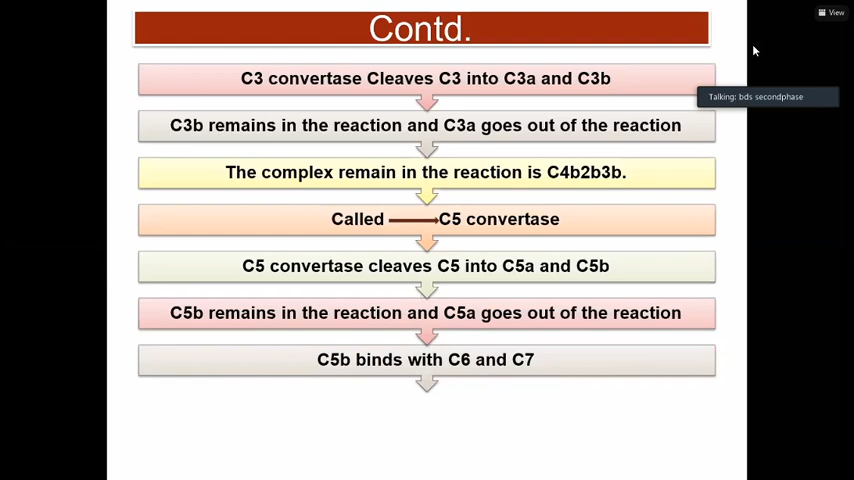 Contd.
View
C3 convertase Cleaves C3 into C3a and C3b
Talking: bds secondphase
C3b remains in the reaction and C3a goes out of the reaction
The complex remain in the reaction is C4b2b3b.
Called C5 convertase
C5 convertase cleaves C5 into C5a and C5b
C5b remains in the reaction and C5a goes out of the reaction
C5b binds with C6 and C7